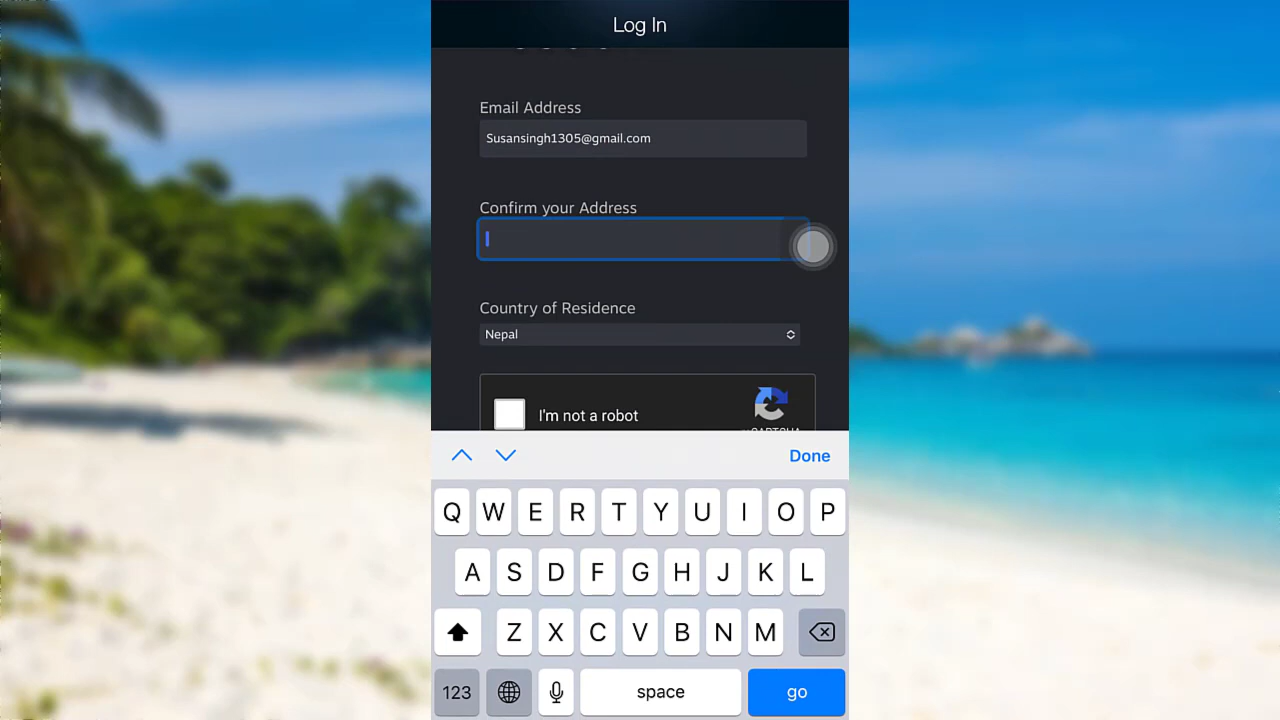 Log In
Email Address
Susansingh1305@gmail.com
Confirm your Address
Country of Residence
Nepal
I'm not a robot
Done
Q W E R T Y U I O P
A S D F G H J K L
Z X C V B N M
123 space go